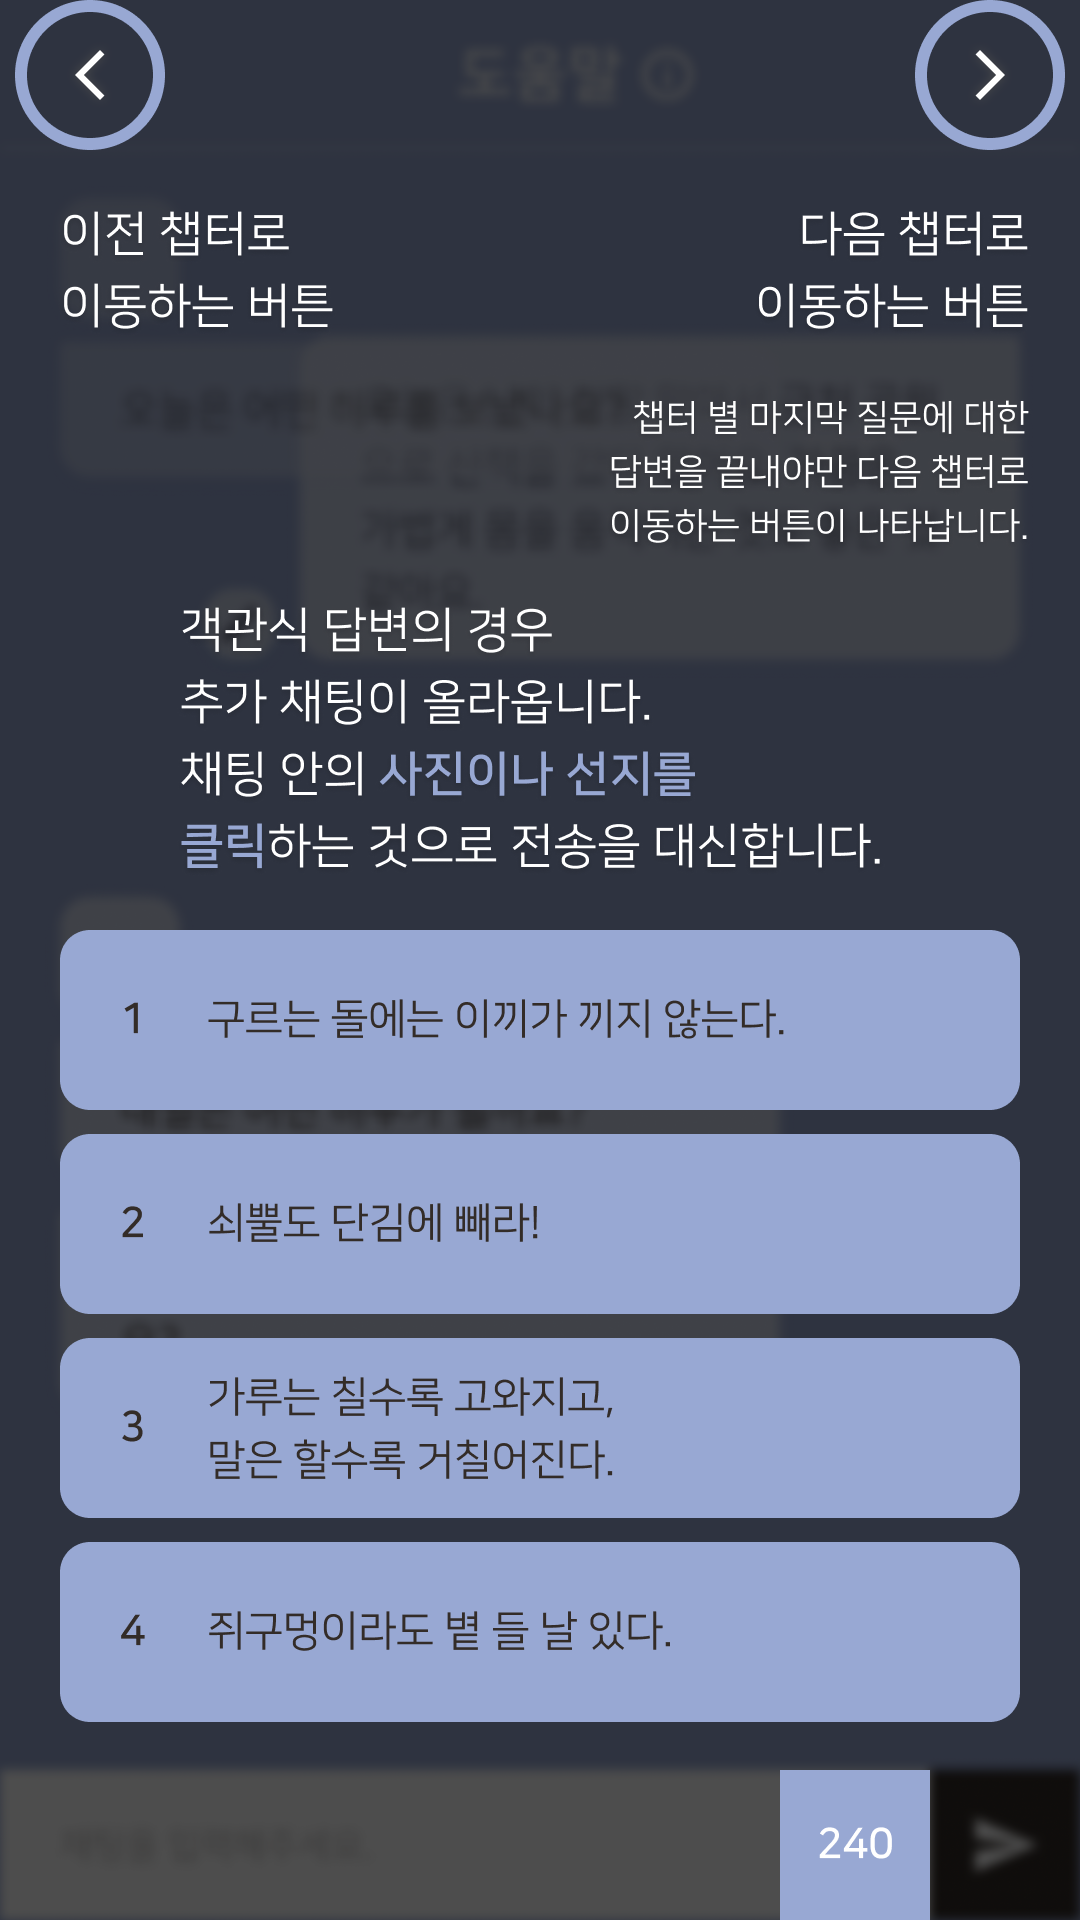 도움말
이전 챕터로
이동하는 버튼
다음 챕터로
이동하는 버튼
챕터 별 마지막 질문에 대한
답변을 끝내야만 다음 챕터로
이동하는 버튼이 나타납니다.
객관식 답변의 경우
추가 채팅이 올라옵니다.
채팅 안의 사진이나 선지를
클릭하는 것으로 전송을 대신합니다.
1 구르는 돌에는 이끼가 끼지 않는다.
2 쇠뿔도 단김에 빼라!
3 가루는 칠수록 고와지고,
말은 할수록 거칠어진다.
4 쥐구멍이라도 볕 들 날 있다.
240